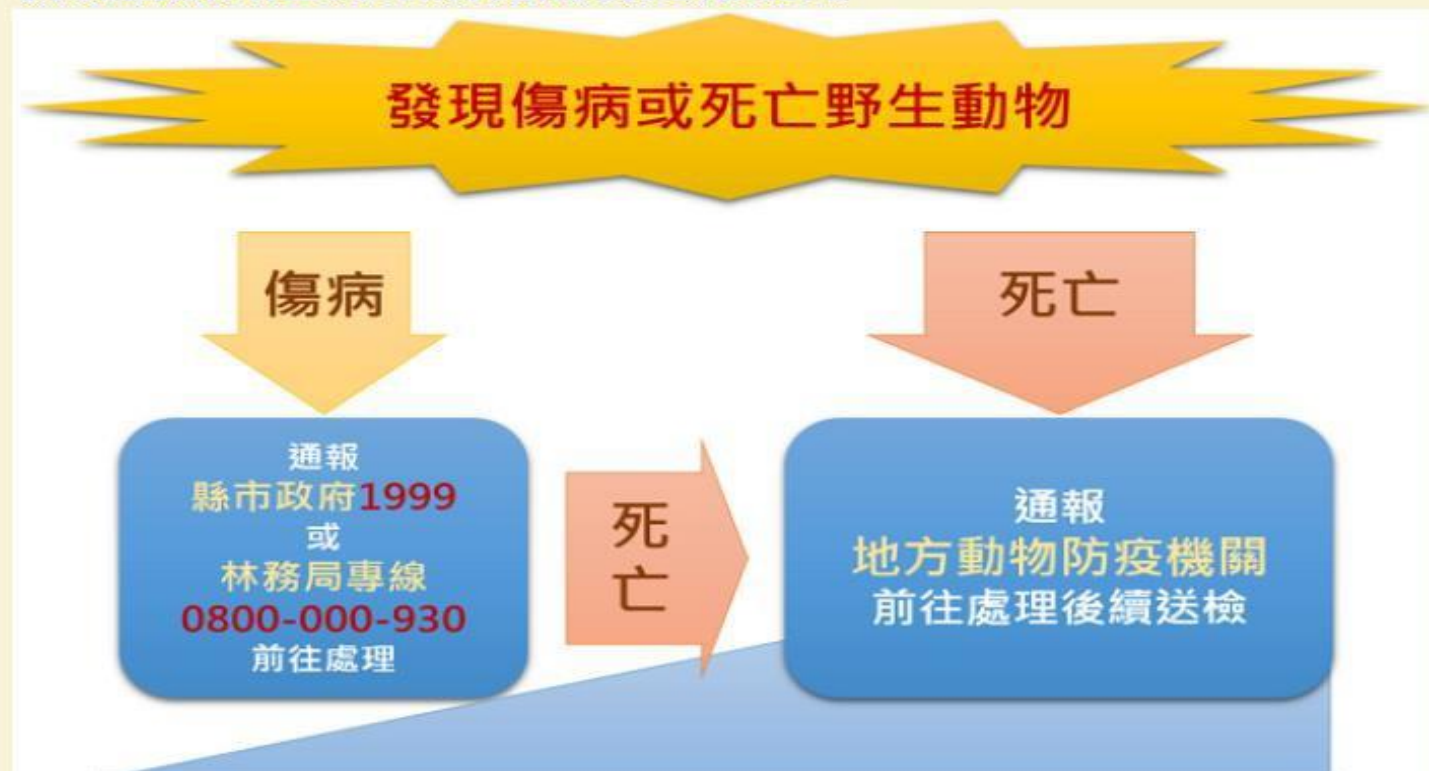 發現傷病或死亡野生動物
傷病
死亡
通報
縣市政府1999
或
林務局專線
0800-000-930
前往處理
死
亡
通報
地方動物防疫機關
前往處理後續送檢